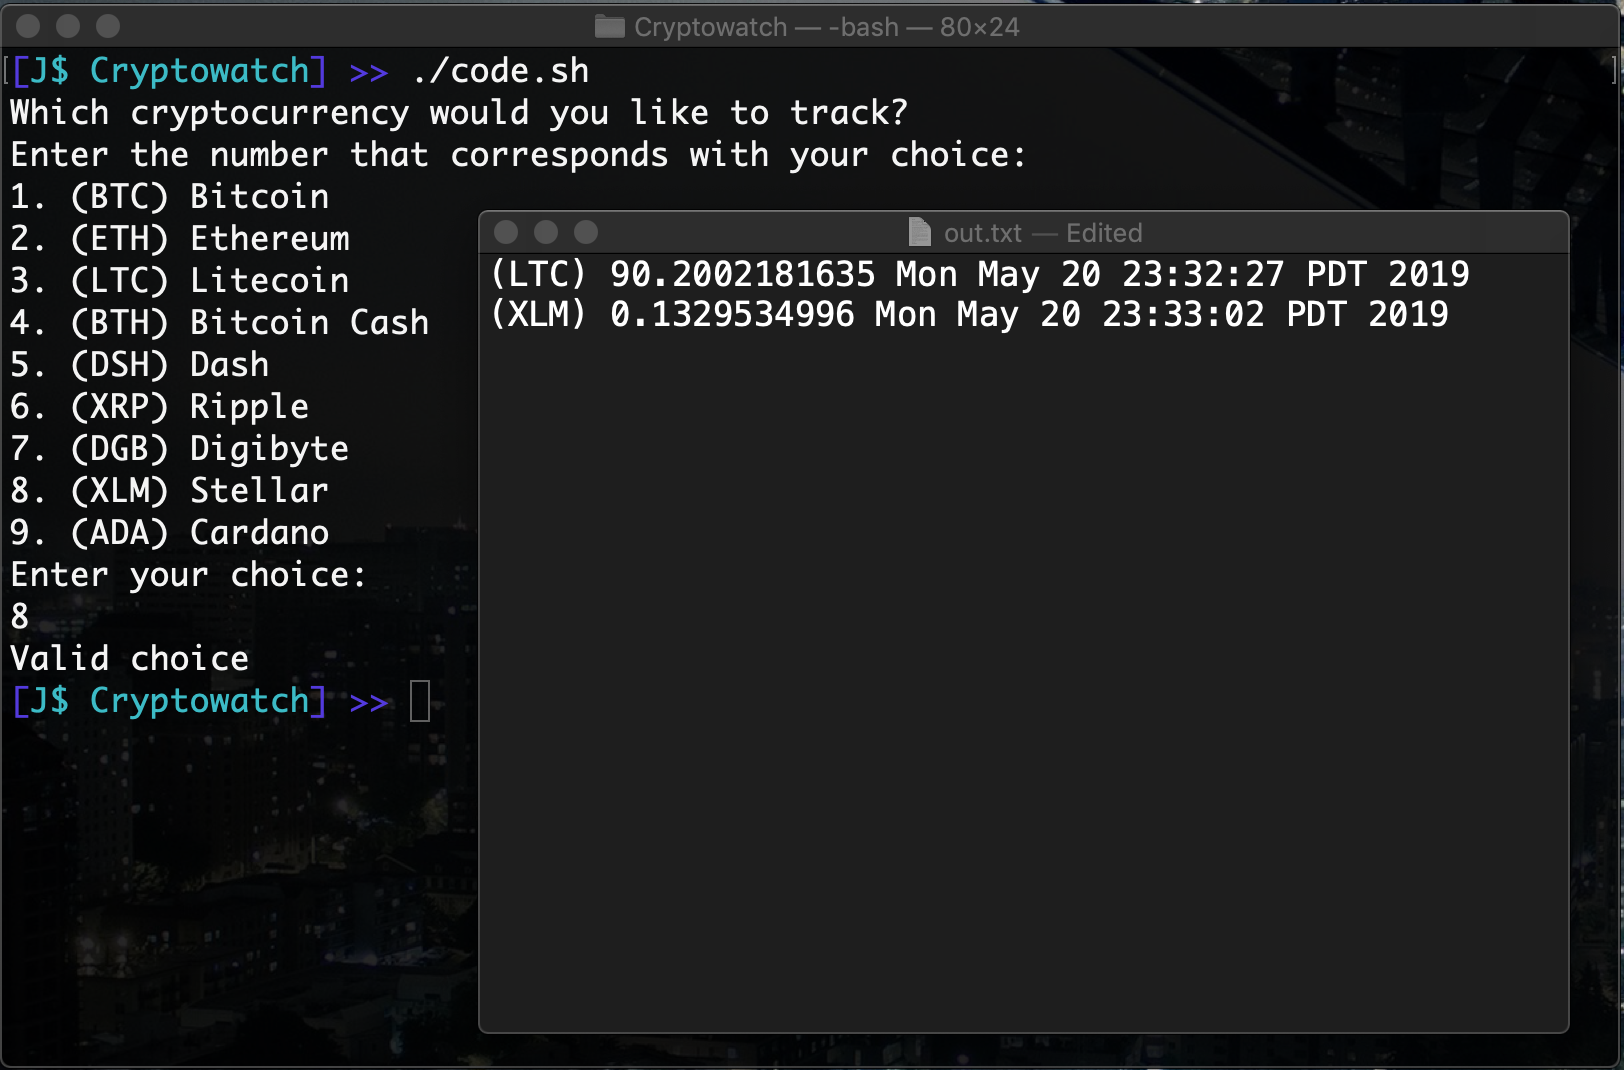 Cryptowatch — -bash — 80×24
[J$ Cryptowatch] >> ./code.sh
Which cryptocurrency would you like to track?
Enter the number that corresponds with your choice:
1. (BTC) Bitcoin
2. (ETH) Ethereum
3. (LTC) Litecoin
4. (BTH) Bitcoin Cash
5. (DSH) Dash
6. (XRP) Ripple
7. (DGB) Digibyte
8. (XLM) Stellar
9. (ADA) Cardano
Enter your choice:
8
Valid choice
[J$ Cryptowatch] >>
out.txt — Edited
(LTC) 90.2002181635 Mon May 20 23:32:27 PDT 2019
(XLM) 0.1329534996 Mon May 20 23:33:02 PDT 2019